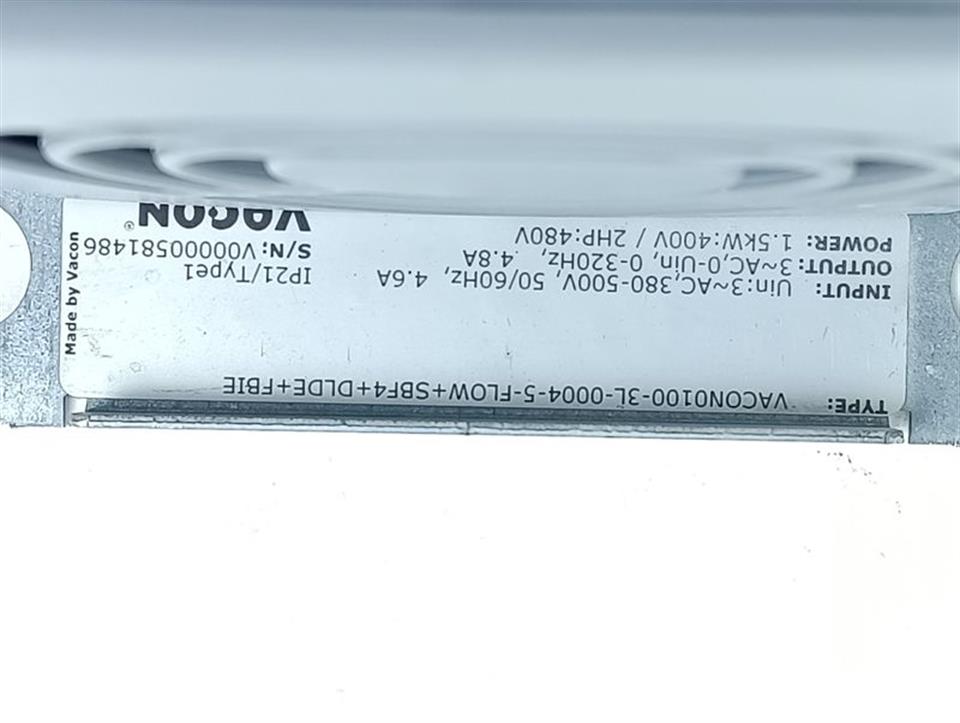 TYPE: VACON0100-3L-0004-5-FLOW+SBF4+DLDE+FBIE
INPUT: Uin:3~AC,380-500V, 50/60Hz, 4.6A
OUTPUT: 3~AC,0-Uin, 0-320Hz, 4.8A
POWER: 1.5kW:400V / 2HP:480V
IP21/Type1
S/N: V00000581486
VACON®
Made by Vacon